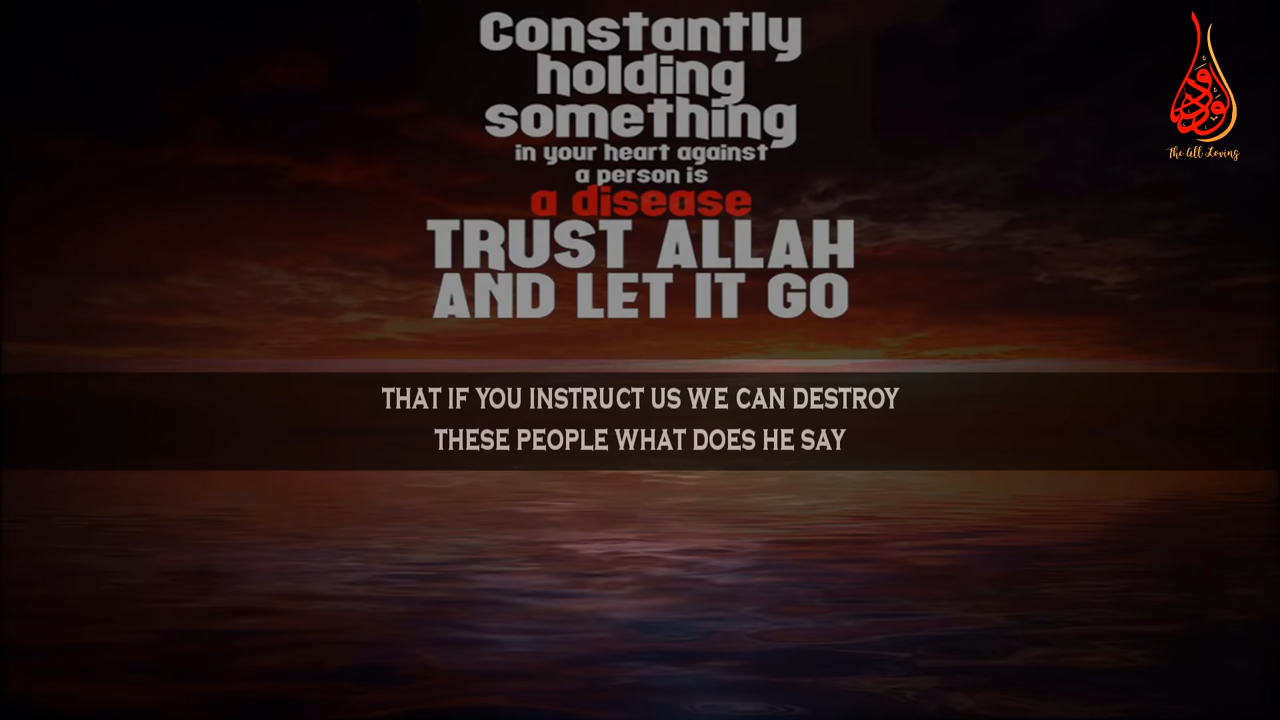 Constantly
holding
something
in your heart against
a person is
a disease
TRUST ALLAH
AND LET IT GO
The All Loving
THAT IF YOU INSTRUCT US WE CAN DESTROY
THESE PEOPLE WHAT DOES HE SAY